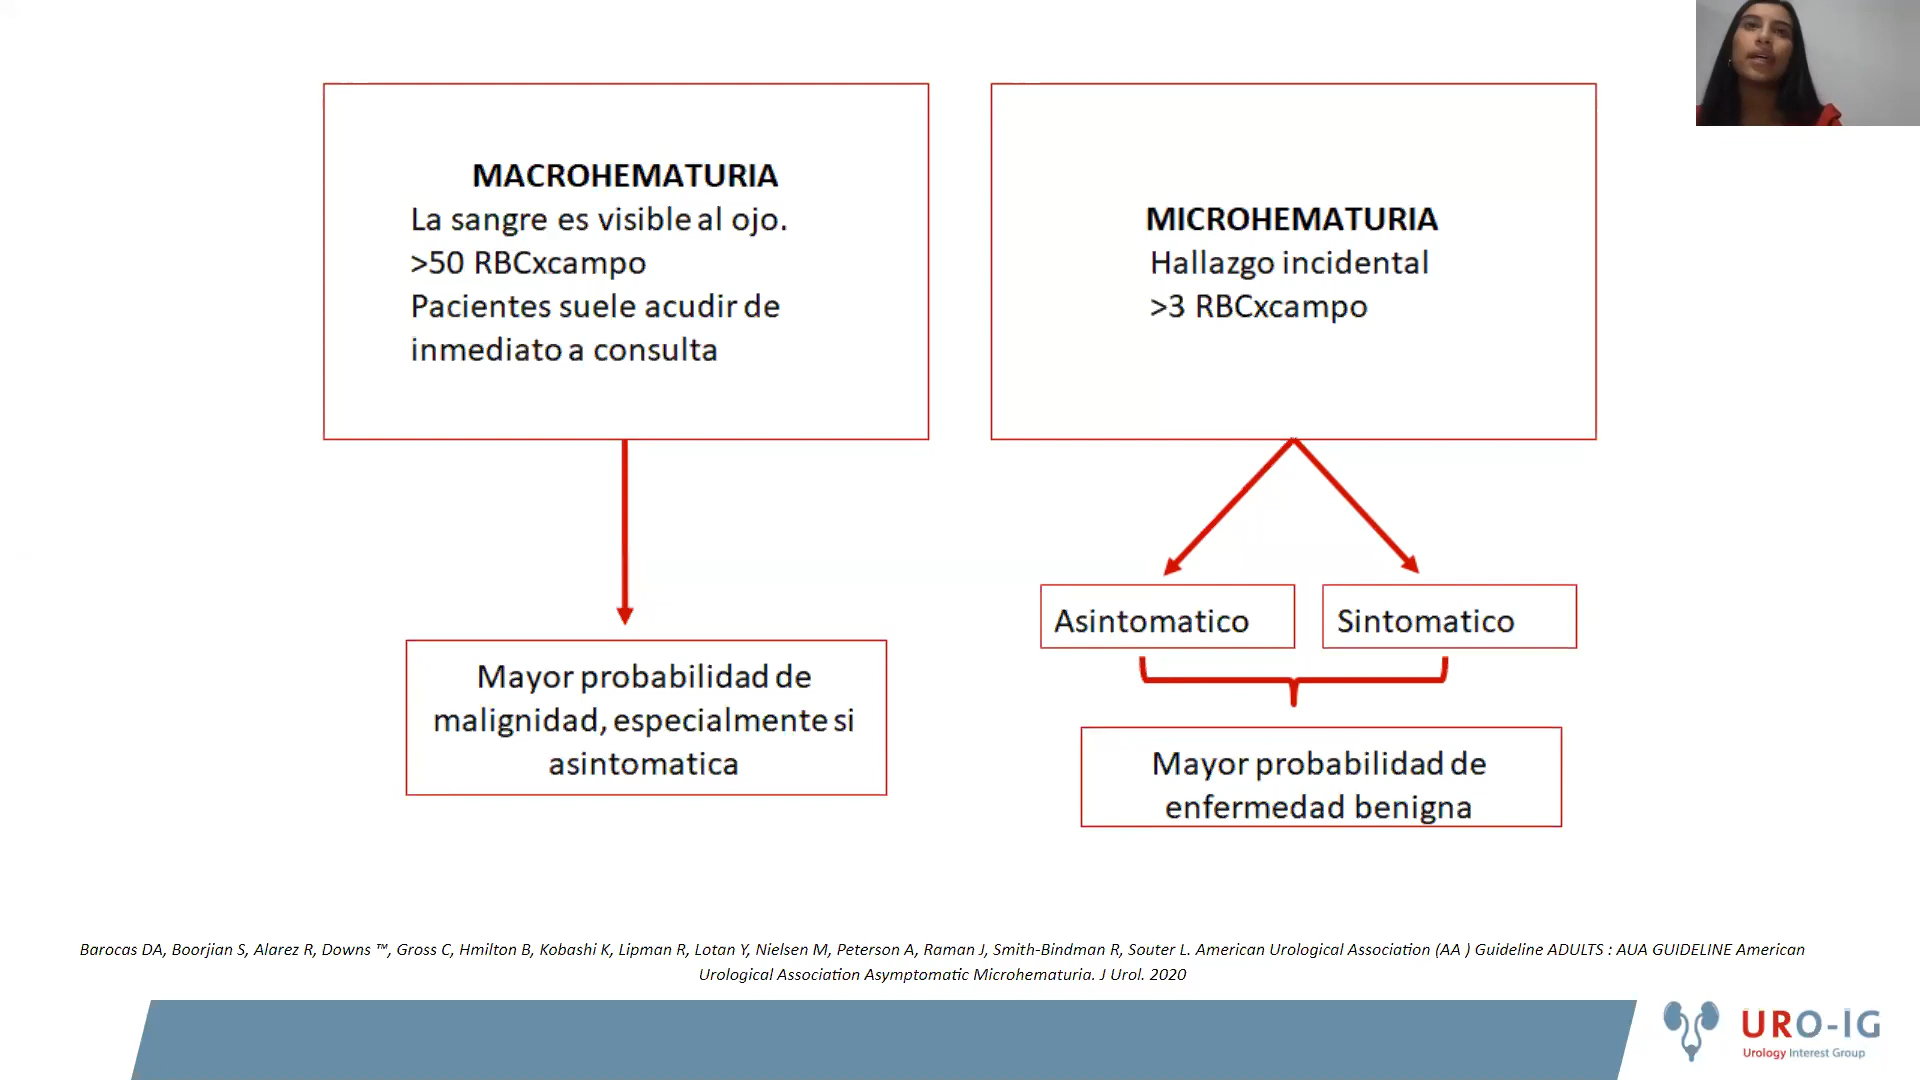 MACROHEMATURIA
La sangre es visible al ojo.
>50 RBCxcampo
Pacientes suele acudir de
inmediato a consulta
MICROHEMATURIA
Hallazgo incidental
>3 RBCxcampo
Asintomatico
Sintomatico
Mayor probabilidad de
malignidad, especialmente si
asintomatica
Mayor probabilidad de
enfermedad benigna
Barocas DA, Boorjian S, Alarez R, Downs ™, Gross C, Hmilton B, Kobashi K, Lipman R, Lotan Y, Nielsen M, Peterson A, Raman J, Smith-Bindman R, Souter L. American Urological Association (AA ) Guideline ADULTS : AUA GUIDELINE American
Urological Association Asymptomatic Microhematuria. J Urol. 2020
URO-IG
Urology Interest Group